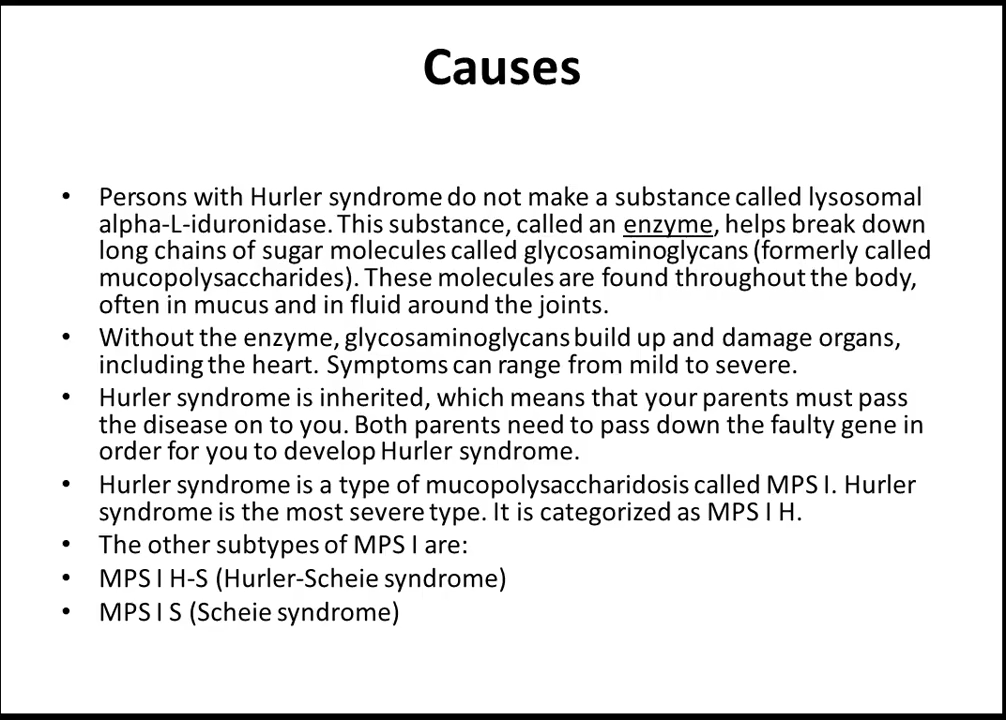 Causes
• Persons with Hurler syndrome do not make a substance called lysosomal
alpha-L-iduronidase. This substance, called an enzyme, helps break down
long chains of sugar molecules called glycosaminoglycans (formerly called
mucopolysaccharides). These molecules are found throughout the body,
often in mucus and in fluid around the joints.
• Without the enzyme, glycosaminoglycans build up and damage organs,
including the heart. Symptoms can range from mild to severe.
• Hurler syndrome is inherited, which means that your parents must pass
the disease on to you. Both parents need to pass down the faulty gene in
order for you to develop Hurler syndrome.
• Hurler syndrome is a type of mucopolysaccharidosis called MPS I. Hurler
syndrome is the most severe type. It is categorized as MPS I H.
• The other subtypes of MPS I are:
• MPS I H-S (Hurler-Scheie syndrome)
• MPS I S (Scheie syndrome)